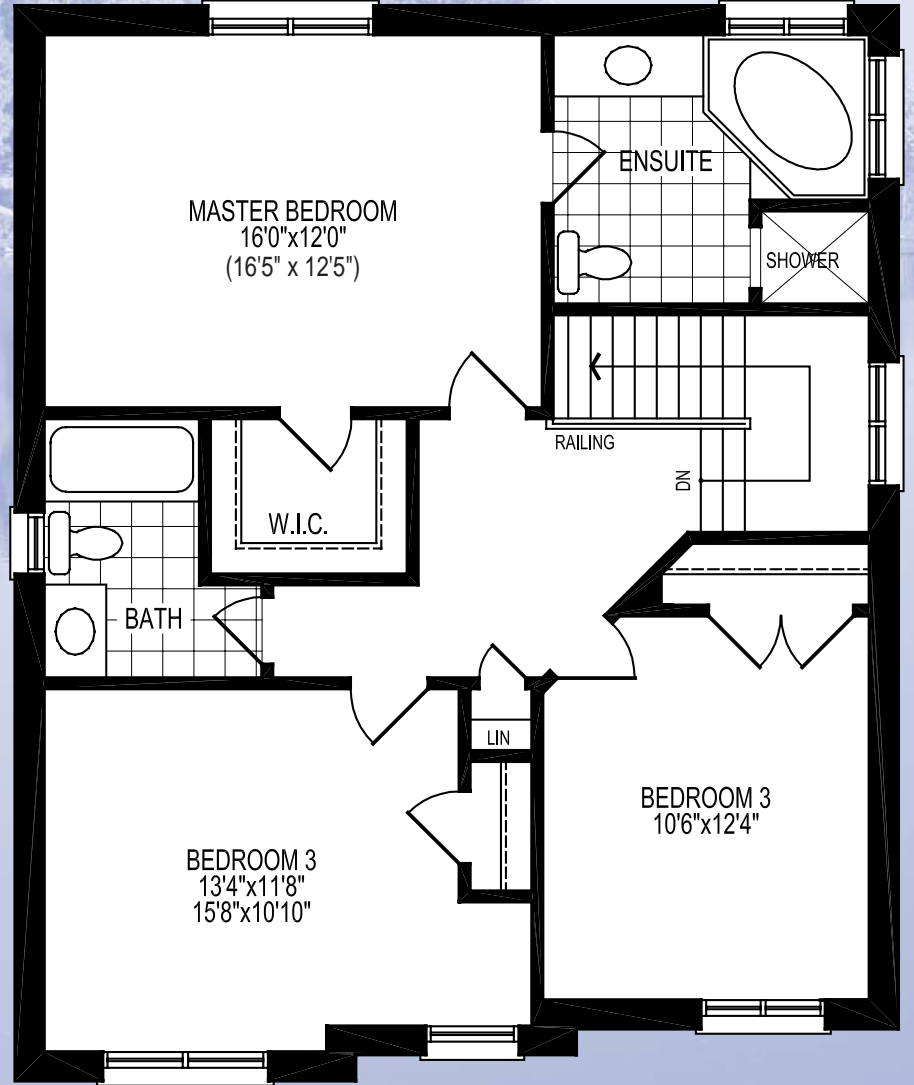 MASTER BEDROOM
16'0"x12'0"
(16'5" x 12'5")
ENSUITE
SHOWER
RAILING
DN
W.I.C.
BATH
LIN
BEDROOM 3
10'6"x12'4"
BEDROOM 3
13'4"x11'8"
15'8"x10'10"